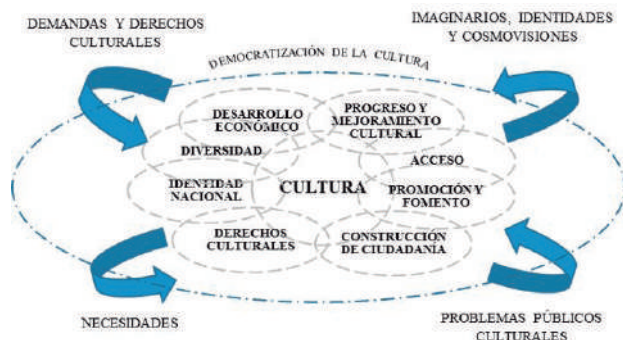 DEMANDAS Y DERECHOS
CULTURALES
IMAGINARIOS, IDENTIDADES
Y COSMOVISIONES
DEMOCRATIZACIÓN DE LA CULTURA
DESARROLLO
ECONÓMICO
PROGRESO Y
MEJORAMIENTO
CULTURAL
DIVERSIDAD
ACCESO
IDENTIDAD
NACIONAL
CULTURA
PROMOCIÓN Y
FOMENTO
DERECHOS
CULTURALES
CONSTRUCCIÓN
DE CIUDADANÍA
NECESIDADES
PROBLEMAS PÚBLICOS
CULTURALES